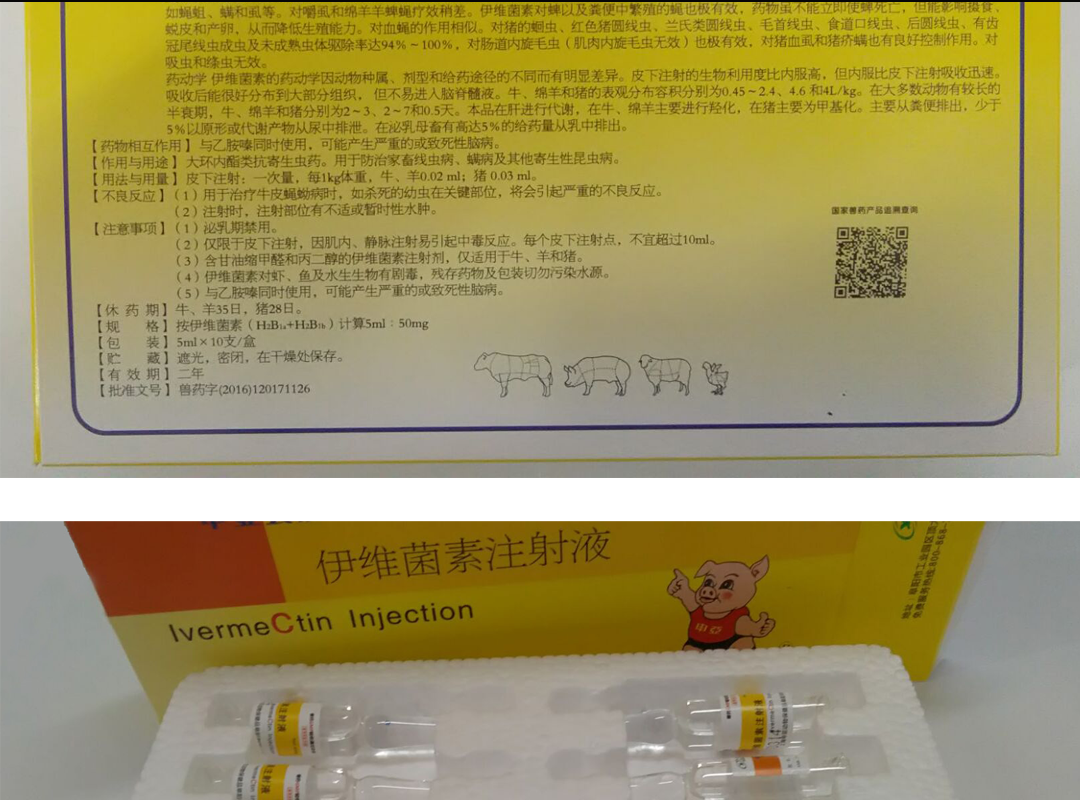 如蝇蛆、螨和虱等。对嚼虱和绵羊羊蜱蝇疗效稍差。伊维菌素对蜱以及粪便中繁殖的蝇也极有效，药物虽不能立即使蜱死亡，但能影响摄食、
蜕皮和产卵，从而降低生殖能力。对血蝇的作用相似。对猪的蛔虫、红色猪圆线虫、兰氏类圆线虫、毛首线虫、食道口线虫、后圆线虫、有齿
冠尾线虫成虫及未成熟虫体驱除率达94%～100%，对肠道内旋毛虫（肌肉内旋毛虫无效）也极有效，对猪血虱和猪疥螨也有良好控制作用。对
吸虫和绦虫无效。
药动学 伊维菌素的药动学因动物种属、剂型和给药途径的不同而有明显差异。皮下注射的生物利用度比内服高，但内服比皮下注射吸收迅速。
吸收后能很好分布到大部分组织，但不易进入脑脊髓液。牛、绵羊和猪的表观分布容积分别为0.45～2.4、4.6 和4L/kg。在大多数动物有较长的
半衰期，牛、绵羊和猪分别为2～3、2～7和0.5天。本品在肝进行代谢，在牛、绵羊主要进行羟化，在猪主要为甲基化。主要从粪便排出，少于
5%以原形或代谢产物从尿中排泄。在泌乳母畜有高达5%的给药量从乳中排出。
【药物相互作用】与乙胺嗪同时使用，可能产生严重的或致死性脑病。
【作用与用途】大环内酯类抗寄生虫药。用于防治家畜线虫病、螨病及其他寄生性昆虫病。
【用法与用量】皮下注射：一次量，每1kg体重，牛、羊0.02 ml；猪 0.03 ml。
【不良反应】（1）用于治疗牛皮蝇蚴病时，如杀死的幼虫在关键部位，将会引起严重的不良反应。
（2）注射时，注射部位有不适或暂时性水肿。
【注意事项】（1）泌乳期禁用。
（2）仅限于皮下注射，因肌内、静脉注射易引起中毒反应。每个皮下注射点，不宜超过10ml。
（3）含甘油缩甲醛和丙二醇的伊维菌素注射剂，仅适用于牛、羊和猪。
（4）伊维菌素对虾、鱼及水生生物有剧毒，残存药物及包装切勿污染水源。
（5）与乙胺嗪同时使用，可能产生严重的或致死性脑病。
【休 药 期】牛、羊35日，猪28日。
【规 格】按伊维菌素（H2B1a+H2B1b）计算5ml：50mg
【包 装】5ml×10支/盒
【贮 藏】遮光，密闭，在干燥处保存。
【有 效 期】二年
【批准文号】兽药字(2016)120171126
国家兽药产品追溯查询
伊维菌素注射液
IvermeCtin Injection
申亚